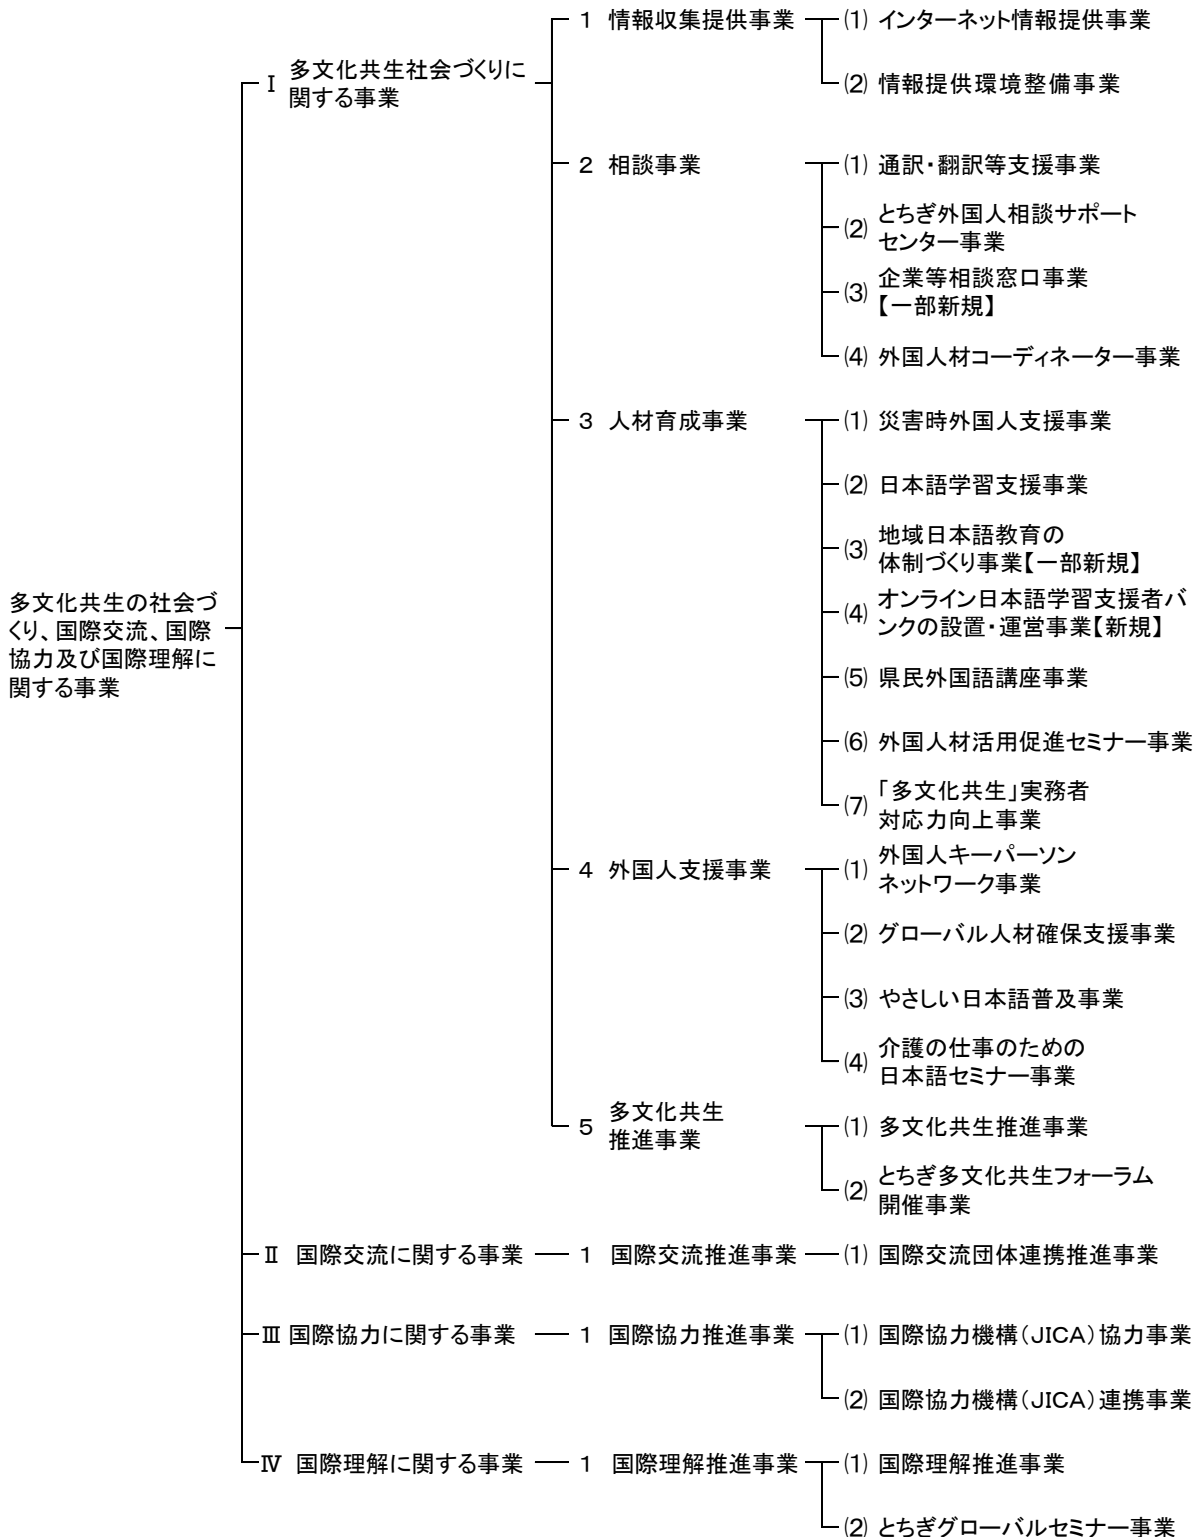 多文化共生の社会づ
くり、国際交流、国際
協力及び国際理解に
関する事業
Ⅰ 多文化共生社会づくりに
関する事業
1 情報収集提供事業
(1) インターネット情報提供事業
(2) 情報提供環境整備事業
2 相談事業
(1) 通訳・翻訳等支援事業
(2) とちぎ外国人相談サポート
センター事業
(3) 企業等相談窓口事業
【一部新規】
(4) 外国人材コーディネーター事業
3 人材育成事業
(1) 災害時外国人支援事業
(2) 日本語学習支援事業
(3) 地域日本語教育の
体制づくり事業【一部新規】
(4) オンライン日本語学習支援者バ
ンクの設置・運営事業【新規】
(5) 県民外国語講座事業
(6) 外国人材活用促進セミナー事業
(7) 「多文化共生」実務者
対応力向上事業
4 外国人支援事業
(1) 外国人キーパーソン
ネットワーク事業
(2) グローバル人材確保支援事業
(3) やさしい日本語普及事業
(4) 介護の仕事のための
日本語セミナー事業
5 多文化共生
推進事業
(1) 多文化共生推進事業
(2) とちぎ多文化共生フォーラム
開催事業
Ⅱ 国際交流に関する事業
1 国際交流推進事業
(1) 国際交流団体連携推進事業
Ⅲ 国際協力に関する事業
1 国際協力推進事業
(1) 国際協力機構(JICA)協力事業
(2) 国際協力機構(JICA)連携事業
Ⅳ 国際理解に関する事業
1 国際理解推進事業
(1) 国際理解推進事業
(2) とちぎグローバルセミナー事業